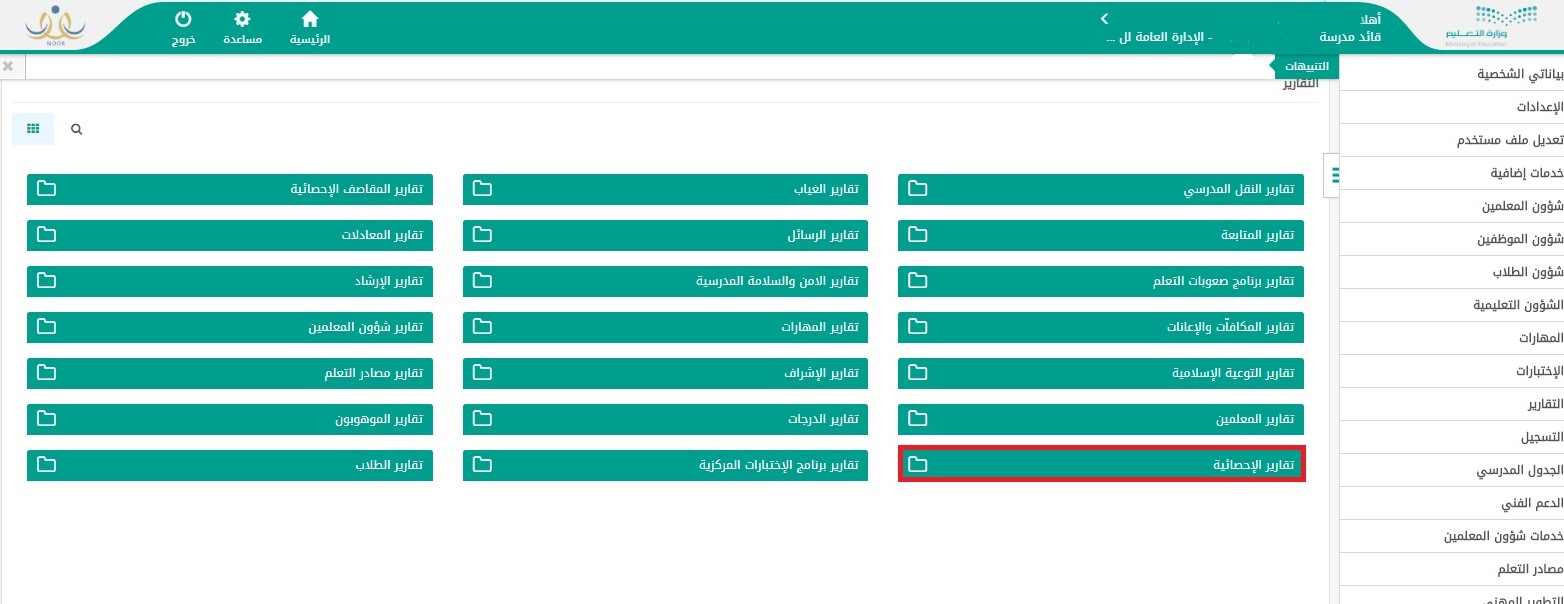 وزارة التعليم
Ministry of Education
أهلا
قائد مدرسة
- الإدارة العامة لل ...
الرئيسية
مساعدة
خروج
NOOR
التنبيهات
التقارير
بياناتي الشخصية
الإعدادات
تعديل ملف مستخدم
خدمات إضافية
شؤون المعلمين
شؤون الموظفين
شؤون الطلاب
الشؤون التعليمية
المهارات
الإختبارات
التقارير
التسجيل
الجدول المدرسي
الدعم الفني
خدمات شؤون المعلمين
مصادر التعلم
التطوير المهني
تقارير النقل المدرسي
تقارير الغياب
تقارير المقاصف الإحصائية
تقارير المتابعة
تقارير الرسائل
تقارير المعادلات
تقارير برنامج صعوبات التعلم
تقارير الامن والسلامة المدرسية
تقارير الإرشاد
تقارير المكافآت والإعانات
تقارير المهارات
تقارير شؤون المعلمين
تقارير التوعية الإسلامية
تقارير الإشراف
تقارير مصادر التعلم
تقارير المعلمين
تقارير الدرجات
تقارير الموهوبون
تقارير الإحصائية
تقارير برنامج الإختبارات المركزية
تقارير الطلاب